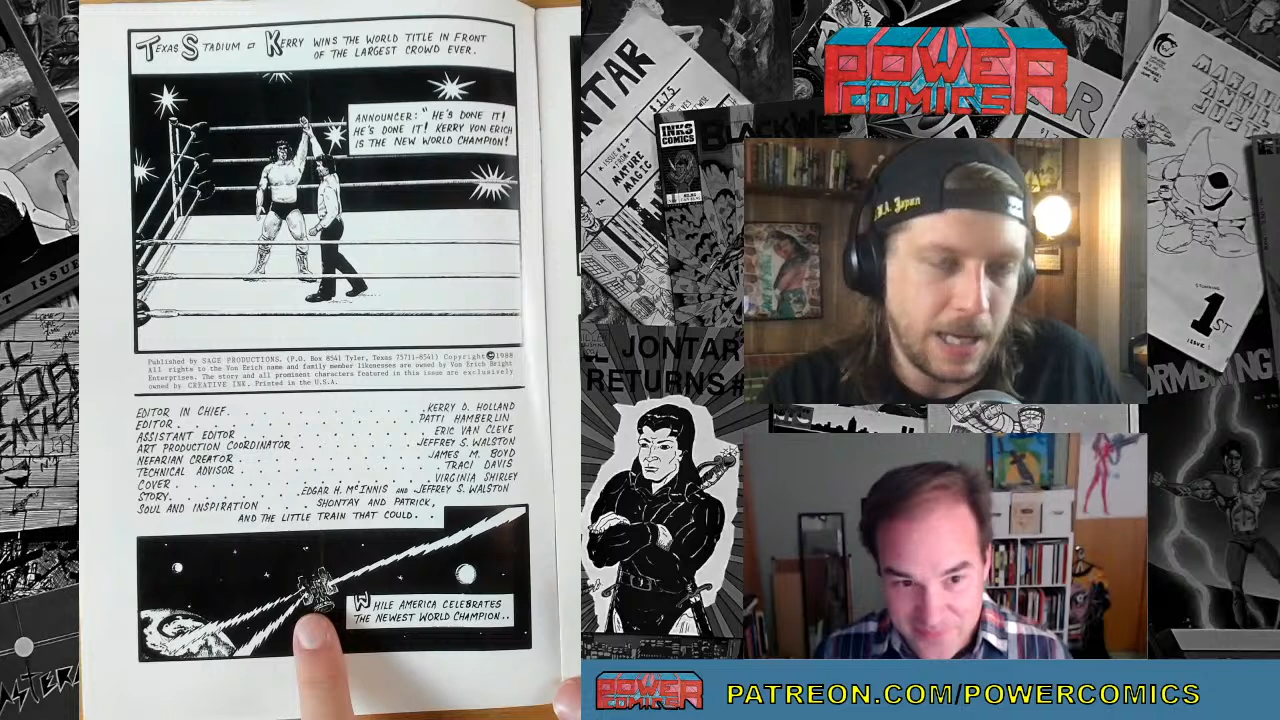 TEXAS STADIUM - KERRY WINS THE WORLD TITLE IN FRONT
OF THE LARGEST CROWD EVER.
ANNOUNCER: "HE'S DONE IT!
HE'S DONE IT! KERRY VON ERICH
IS THE NEW WORLD CHAMPION!
Published by SAGE PRODUCTIONS. (P.O. Box 8541 Tyler, Texas 75711-8541) Copyright © 1988
All rights to the Von Erich name and family member likenesses are owned by Von Erich Bright
Enterprises. The story and all prominent characters featured in this issue are exclusively
owned by CREATIVE INK. Printed in the U.S.A.
EDITOR IN CHIEF. . . . . . . . . . KERRY D. HOLLAND
EDITOR . . . . . . . . . . PATTI HAMBERLIN
ASSISTANT EDITOR . . . . . . . . . . ERIC VAN CLEVE
ART PRODUCTION COORDINATOR . . . . . . . JEFFREY S. WALSTON
NEFARIAN CREATOR . . . . . . . . . . JAMES M. BOYD
TECHNICAL ADVISOR . . . . . . . . . . TRACI DAVIS
COVER . . . . . . . . . . VIRGINIA SHIRLEY
STORY. . . . . . . EDGAR H. McINNIS AND JEFFREY S. WALSTON
SOUL AND INSPIRATION . . . . SHONTAY AND PATRICK,
AND THE LITTLE TRAIN THAT COULD. . .
WHILE AMERICA CELEBRATES
THE NEWEST WORLD CHAMPION..
POWER
COMICS
$1.75
ISSUE #1
FROM
MATURE
MAGIC
INKS
COMICS
JONTAR
RETURNS #
1ST
ISSUE!
Japan
POWER
COMICS
PATREON.COM/POWERCOMICS